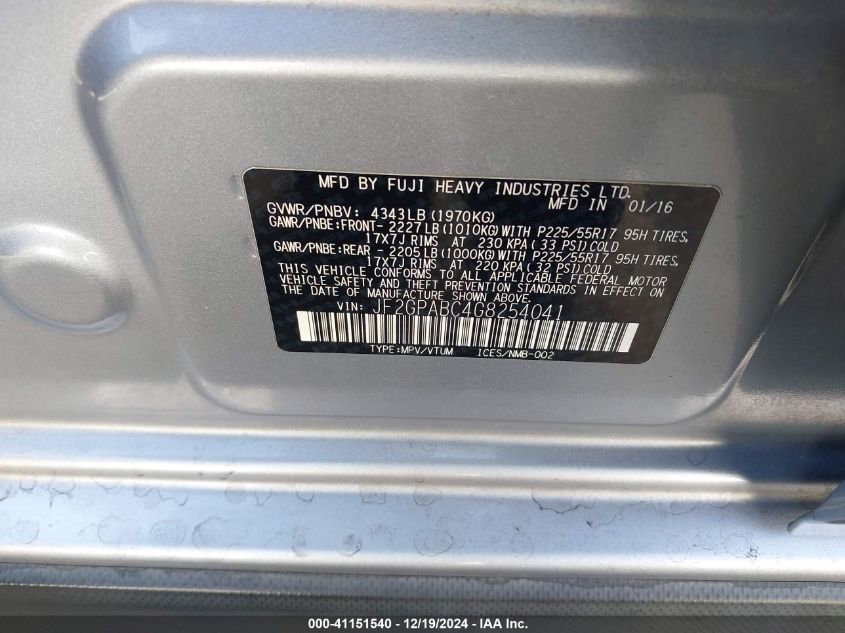 MFD BY FUJI HEAVY INDUSTRIES LTD.
MFD IN 01/16
GVWR/PNBV: 4343LB (1970KG)
GAWR/PNBE:FRONT- 2227LB (1010KG) WITH P225/55R17 95H TIRES,
17X7J RIMS AT 230 KPA (33 PSI) COLD
GAWR/PNBE:REAR - 2205LB (1000KG) WITH P225/55R17 95H TIRES,
17X7J RIMS AT 220 KPA (32 PSI) COLD
THIS VEHICLE CONFORMS TO ALL APPLICABLE FEDERAL MOTOR
VEHICLE SAFETY AND THEFT PREVENTION STANDARDS IN EFFECT ON
THE DATE OF MANUFACTURE SHOWN ABOVE.
VIN: JF2GPABC4G8254041
TYPE:MPV/VTUM ICES/NMB-002
000-41151540 - 12/19/2024 - IAA Inc.